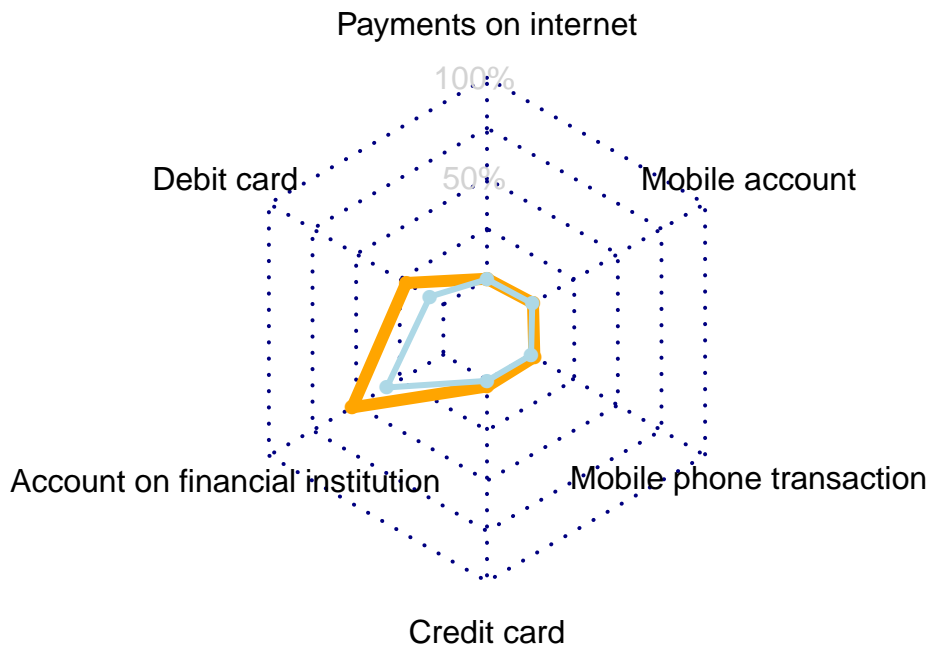 Payments on internet
100%
Debit card
50%
Mobile account
Account on financial institution
Mobile phone transaction
Credit card